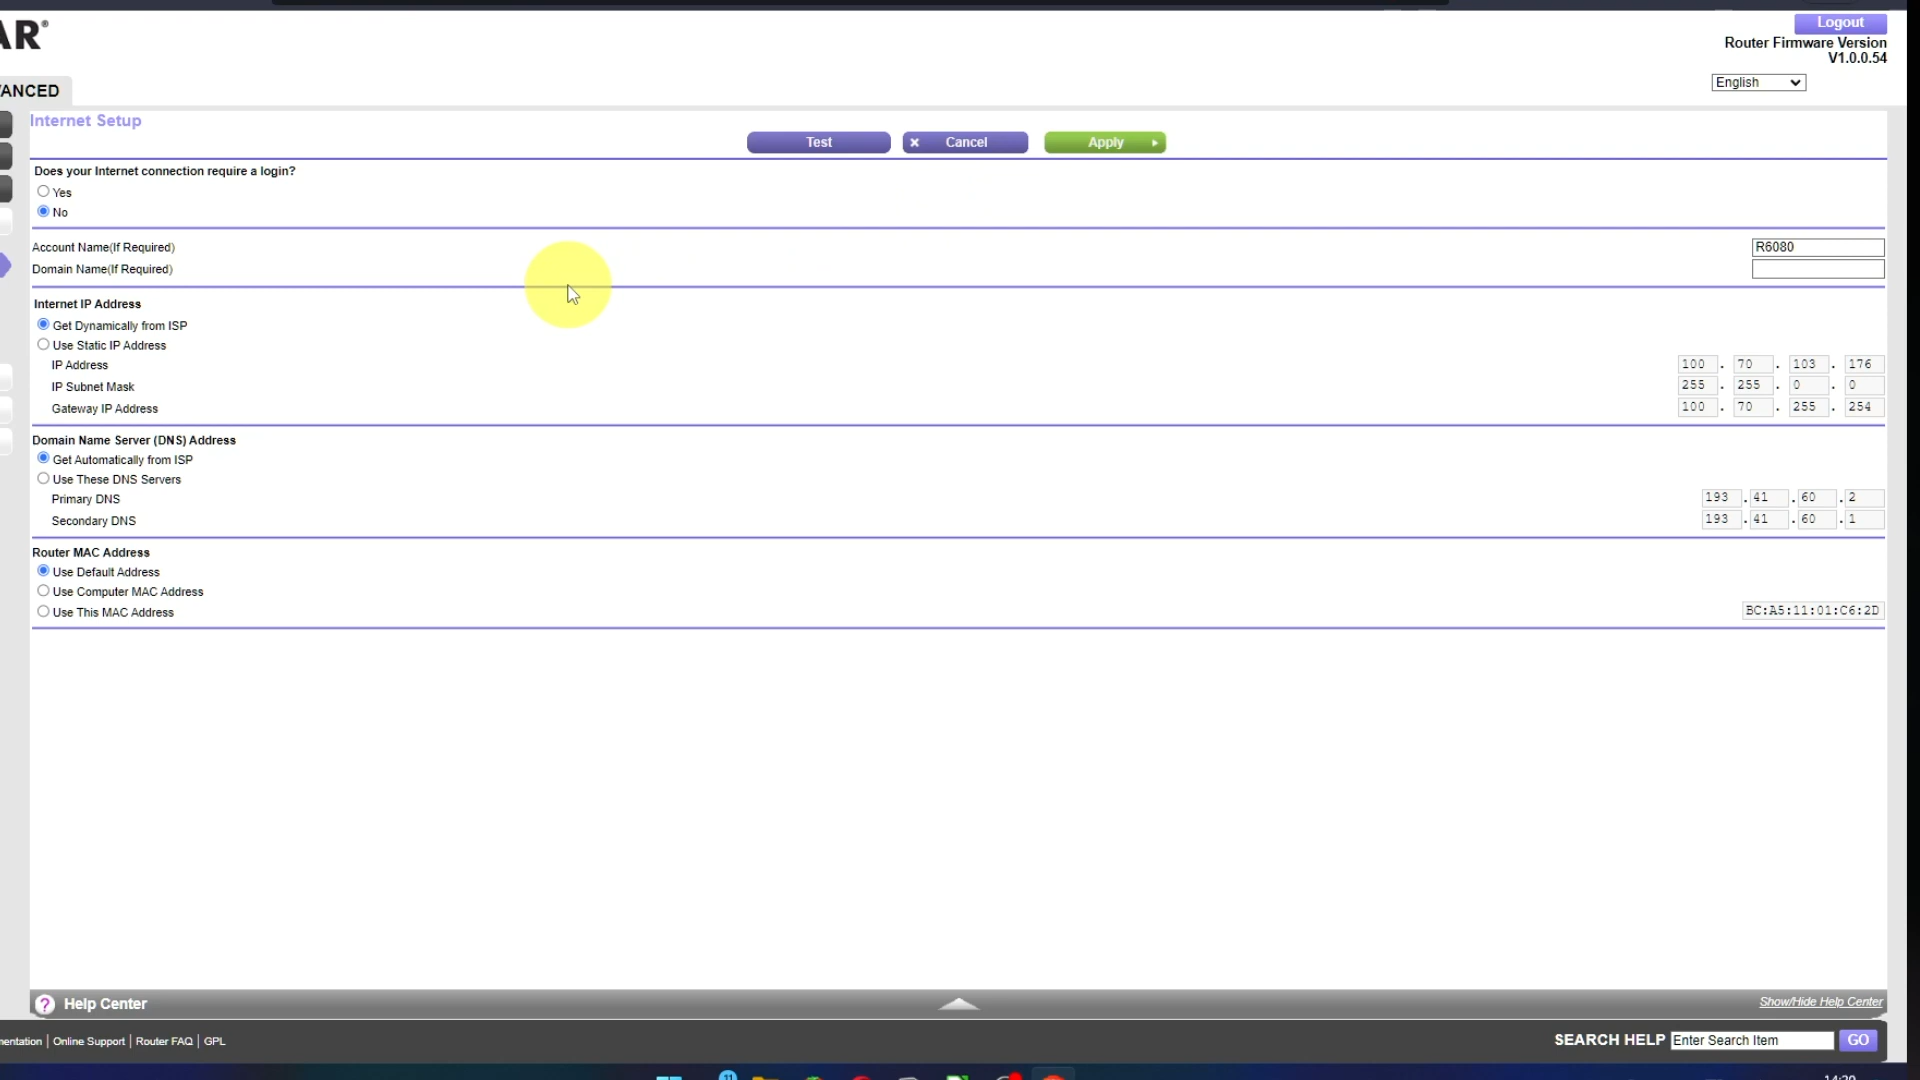 AR®
Logout
Router Firmware Version
V1.0.0.54
ANCED
English
Internet Setup
Test
Cancel
Apply
Does your Internet connection require a login?
Yes
No
Account Name(If Required)
R6080
Domain Name(If Required)
Internet IP Address
Get Dynamically from ISP
Use Static IP Address
IP Address
100 . 70 . 103 . 176
IP Subnet Mask
255 . 255 . 0 . 0
Gateway IP Address
100 . 70 . 255 . 254
Domain Name Server (DNS) Address
Get Automatically from ISP
Use These DNS Servers
Primary DNS
193 . 41 . 60 . 2
Secondary DNS
193 . 41 . 60 . 1
Router MAC Address
Use Default Address
Use Computer MAC Address
Use This MAC Address
BC:A5:11:01:C6:2D
? Help Center
Show/Hide Help Center
mentation | Online Support | Router FAQ | GPL
SEARCH HELP
Enter Search Item
GO
11